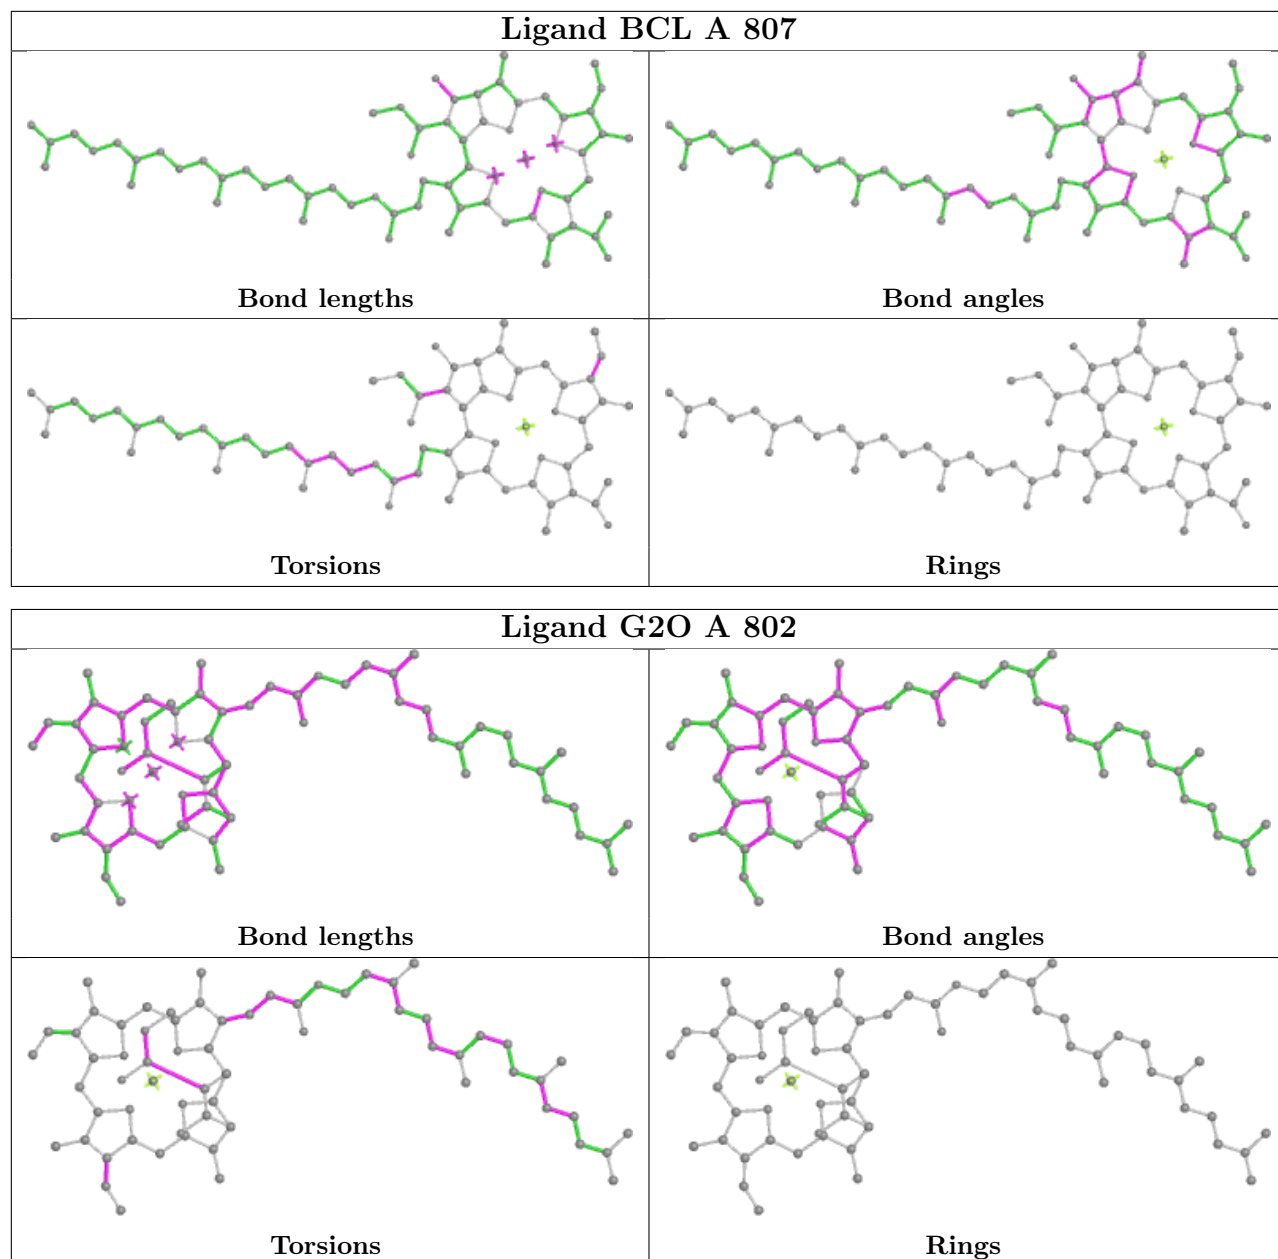 Ligand BCL A 807
Bond lengths
Bond angles
Torsions
Rings
Ligand G2O A 802
Bond lengths
Bond angles
Torsions
Rings